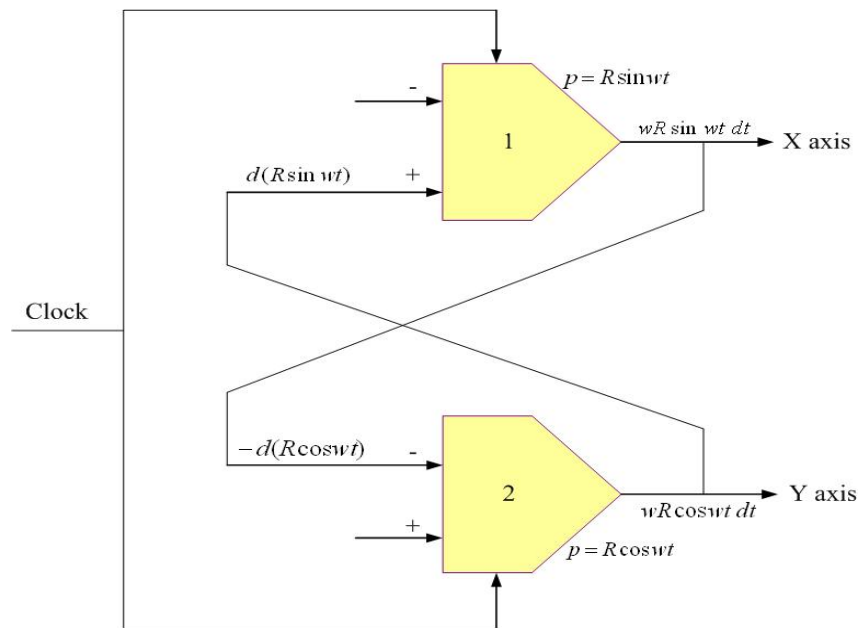 p = R sin wt
-
wR sin wt dt
1
X axis
d(R sin wt)
+
Clock
-d(R cos wt)
-
2
Y axis
wR cos wt dt
+
p = R cos wt